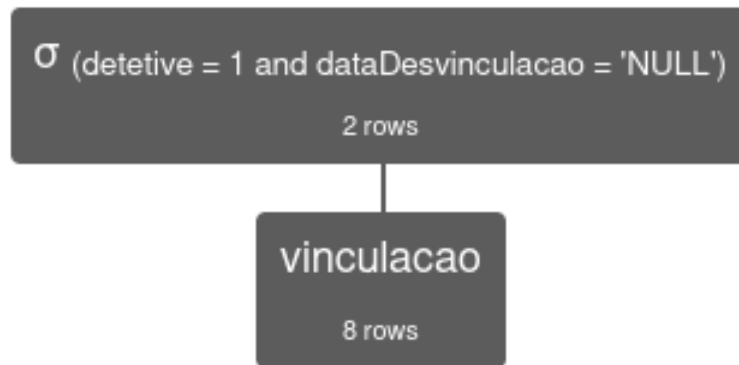 σ (detetive = 1 and dataDesvinculacao = 'NULL')
2 rows
vinculacao
8 rows